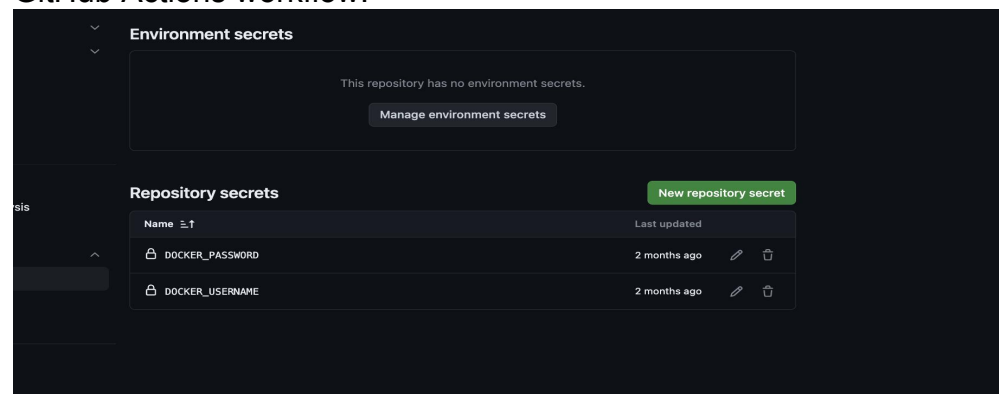 GitHub Actions workflow.
Environment secrets
This repository has no environment secrets.
Manage environment secrets
Repository secrets
New repository secret
sis
Name
Last updated
DOCKER_PASSWORD
2 months ago
DOCKER_USERNAME
2 months ago